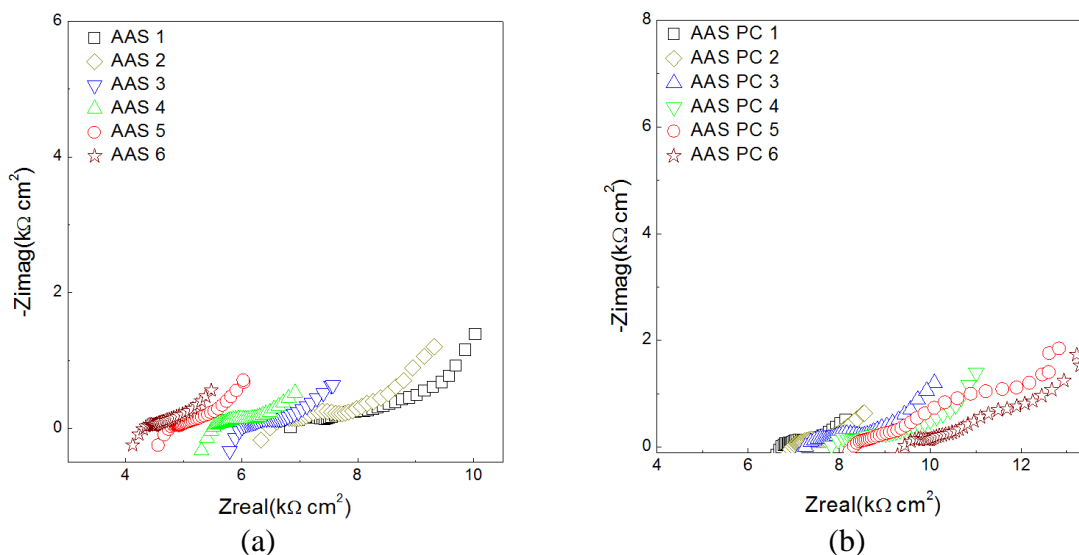 AAS 1
AAS 2
AAS 3
AAS 4
AAS 5
AAS 6
-Zimag(kΩ cm²)
6
4
2
0
4
6
8
10
Zreal(kΩ cm²)
(a)
AAS PC 1
AAS PC 2
AAS PC 3
AAS PC 4
AAS PC 5
AAS PC 6
-Zimag(kΩ cm²)
8
6
4
2
0
4
6
8
10
12
Zreal(kΩ cm²)
(b)